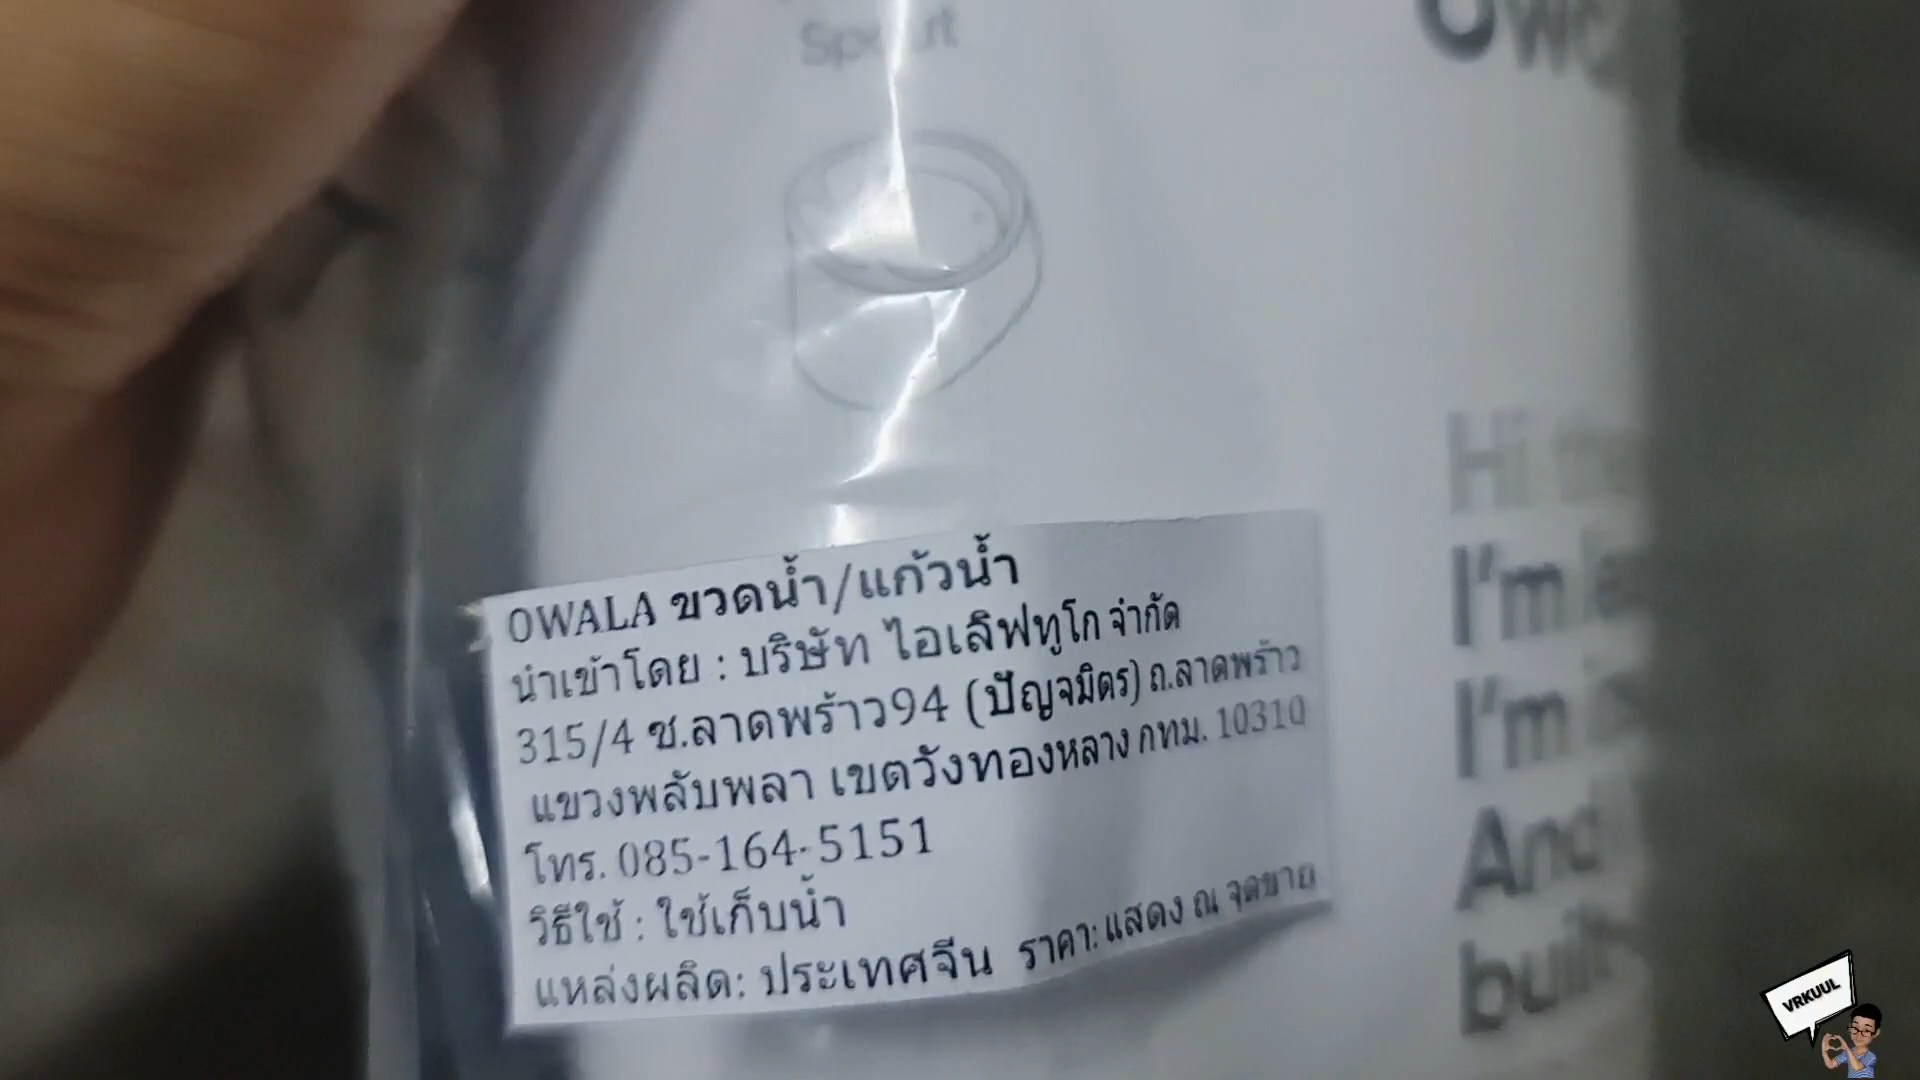 OWALA ขวดน้ำ/แก้วน้ำ
นำเข้าโดย : บริษัท ไอเลิฟทูโก จำกัด
315/4 ซ.ลาดพร้าว94 (ปัญจมิตร) ถ.ลาดพร้าว
แขวงพลับพลา เขตวังทองหลาง กทม. 10310
โทร. 085-164-5151
วิธีใช้ : ใช้เก็บน้ำ
แหล่งผลิต: ประเทศจีน ราคา: แสดง ณ จุดขาย
Hi
I'm
I'm
And
VRKUUL